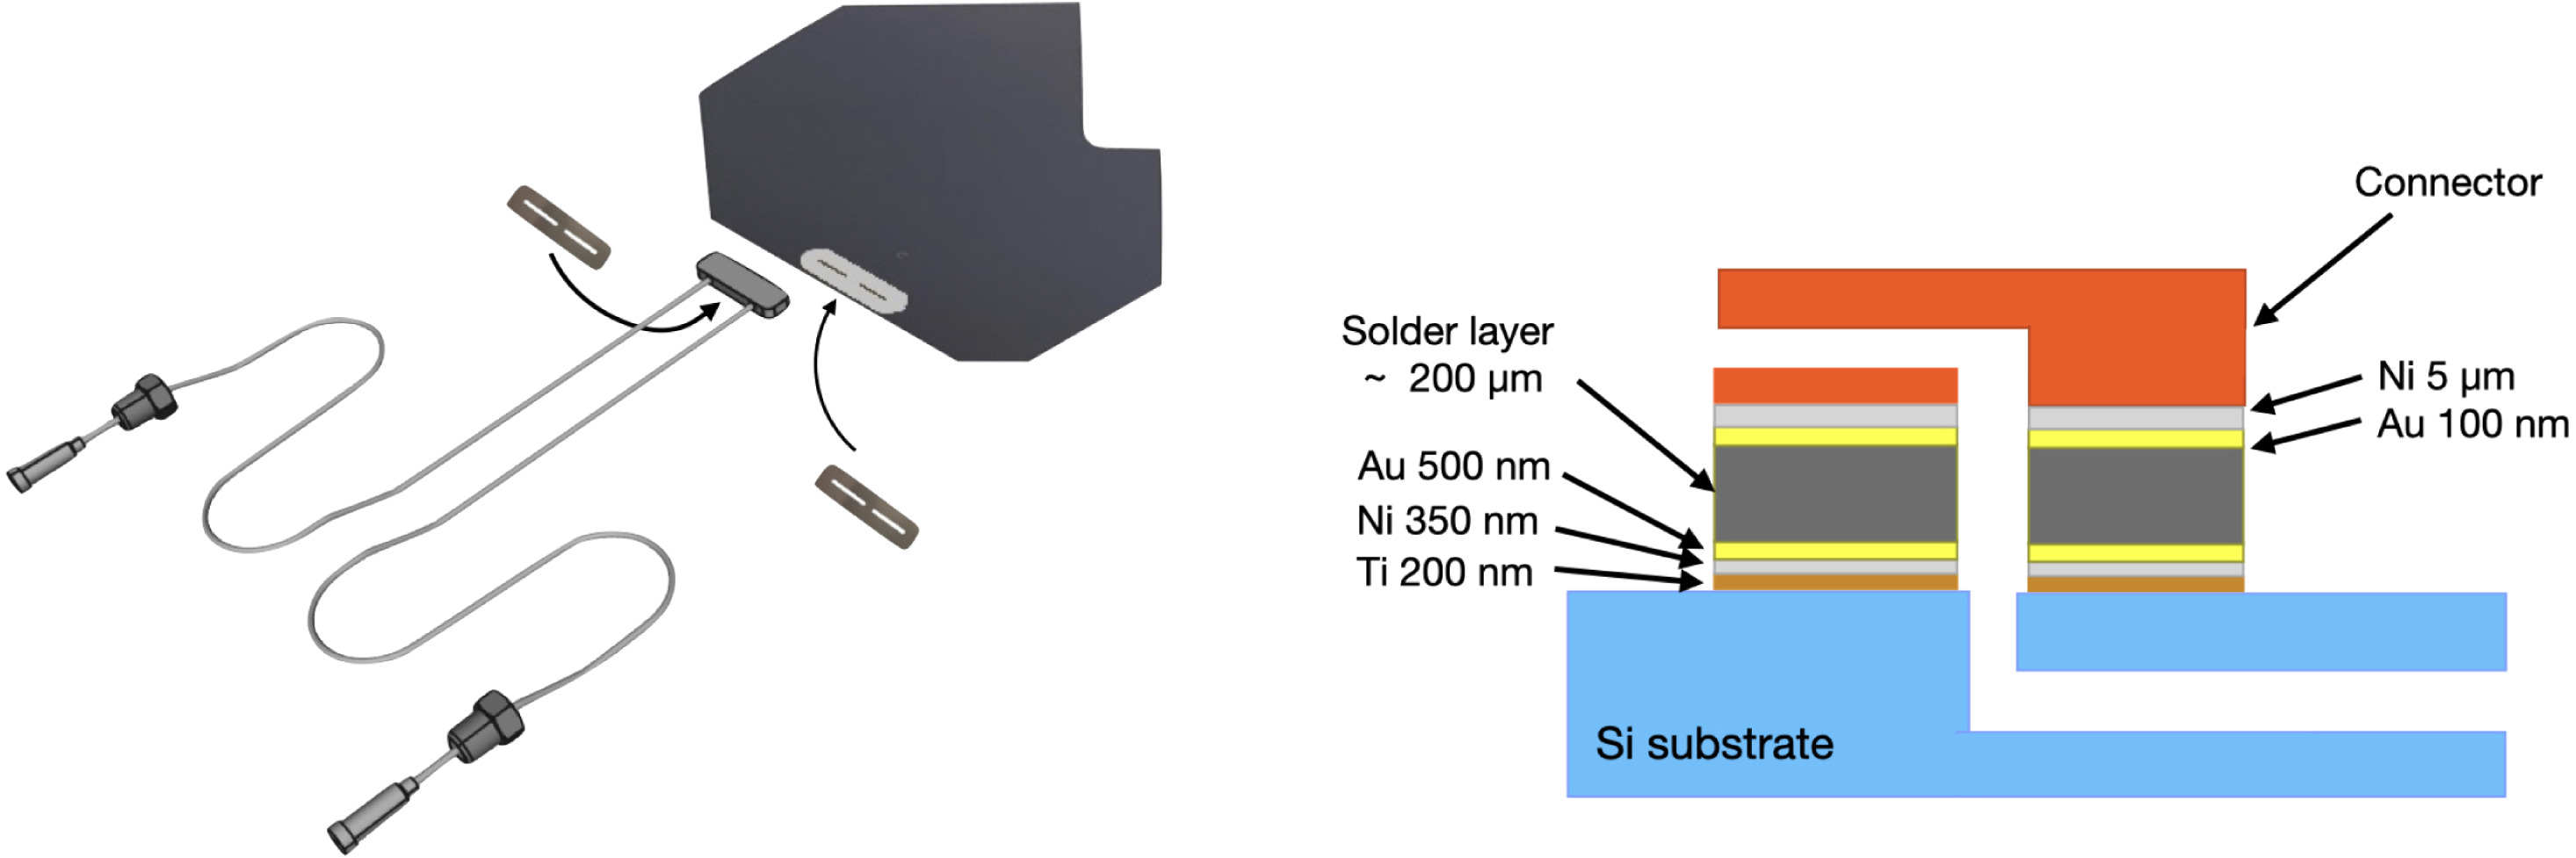 Connector
Solder layer
~ 200 μm
Ni 5 μm
Au 100 nm
Au 500 nm
Ni 350 nm
Ti 200 nm
Si substrate